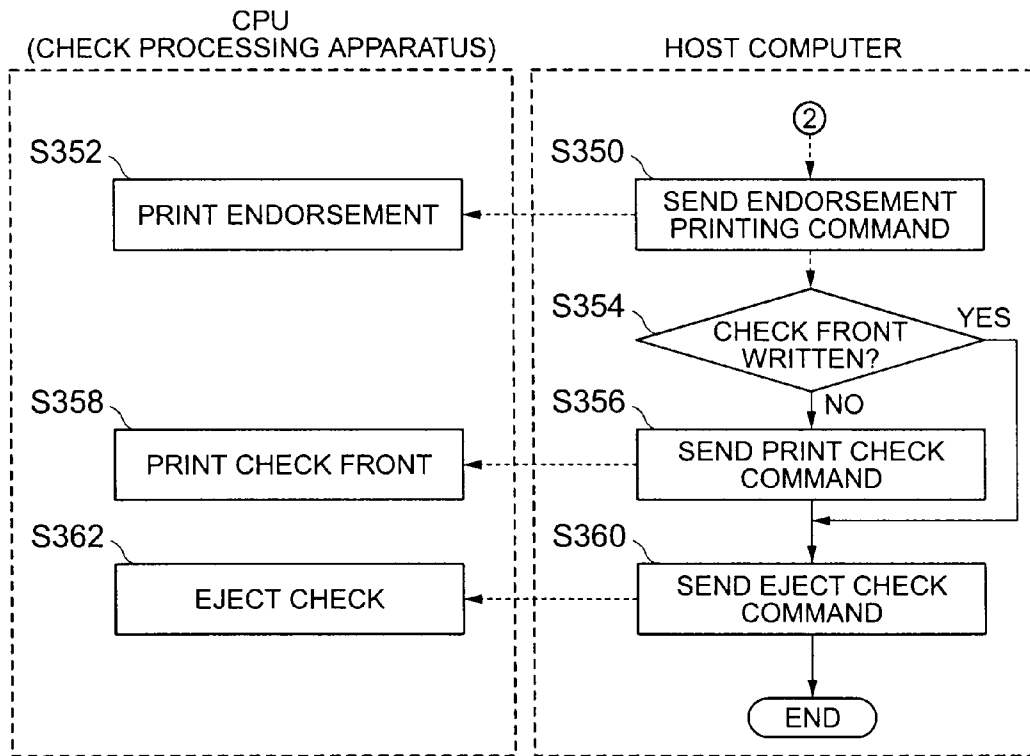 CPU
(CHECK PROCESSING APPARATUS)
HOST COMPUTER
2
S352
S350
PRINT ENDORSEMENT
SEND ENDORSEMENT
PRINTING COMMAND
S354
YES
CHECK FRONT
WRITTEN?
NO
S358
S356
PRINT CHECK FRONT
SEND PRINT CHECK
COMMAND
S362
S360
EJECT CHECK
SEND EJECT CHECK
COMMAND
END